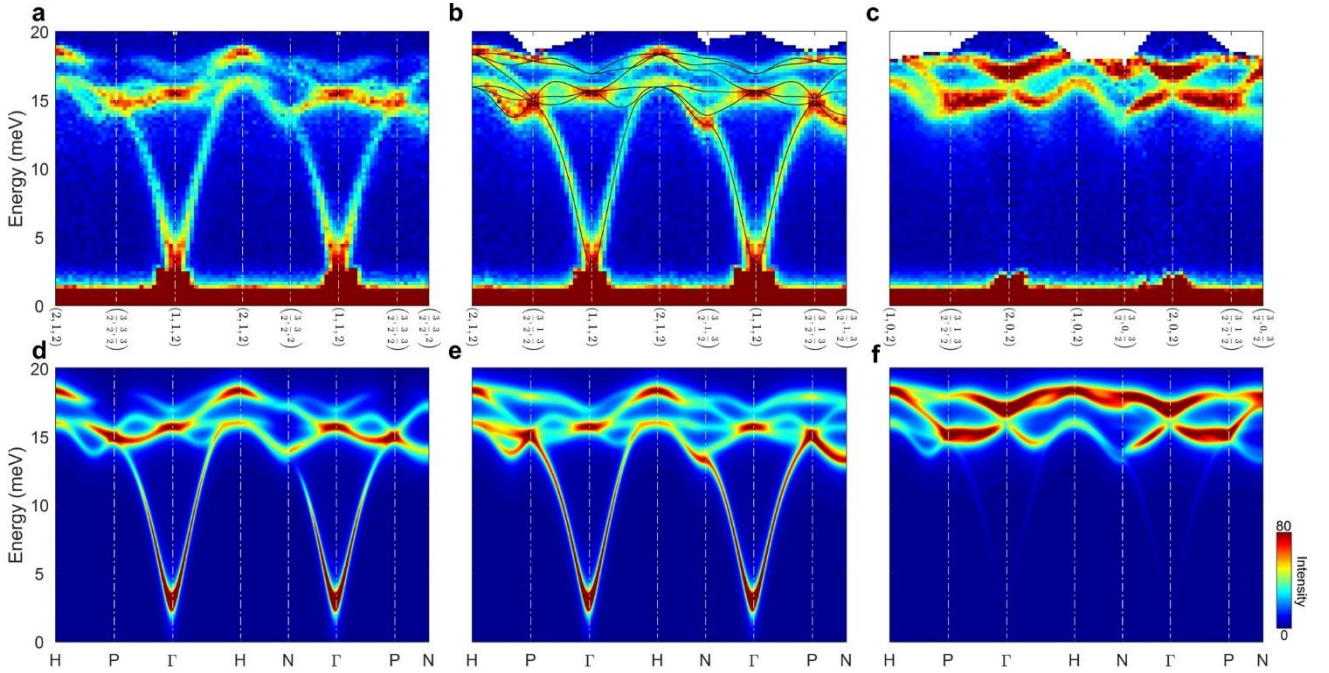 a
b
c
20
15
10
5
0
Energy (meV)
(2, 1, 2)
(3/2, 3/2, 3/2)
(1, 1, 2)
(2, 1, 2)
(3/2, 3/2, 2)
(1, 1, 2)
(3/2, 3/2, 3/2)
(3/2, 3/2, 2)
(2, 1, 2)
(3/2, 1/2, 3/2)
(1, 1, 2)
(2, 1, 2)
(3/2, 1, 3/2)
(1, 1, 2)
(3/2, 1/2, 3/2)
(3/2, 1, 3/2)
(1, 0, 2)
(3/2, 1/2, 3/2)
(2, 0, 2)
(1, 0, 2)
(3/2, 0, 3/2)
(2, 0, 2)
(3/2, 1/2, 3/2)
(3/2, 0, 3/2)
d
e
f
20
15
10
5
0
Energy (meV)
80
0
Intensity
H P Γ H N Γ P N
H P Γ H N Γ P N
H P Γ H N Γ P N